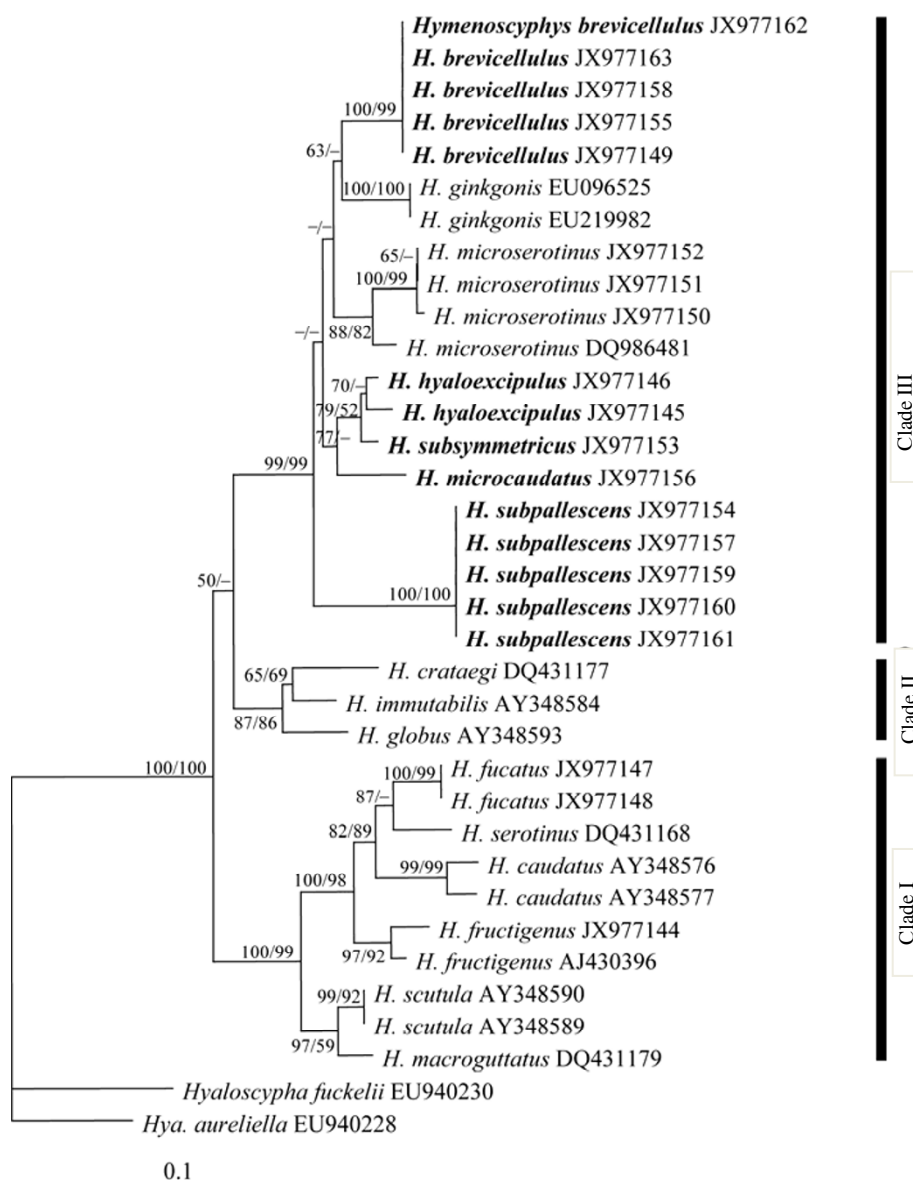 Hymenoscyphys brevicellulus JX977162
H. brevicellulus JX977163
H. brevicellulus JX977158
100/99
H. brevicellulus JX977155
63/–
H. brevicellulus JX977149
100/100
H. ginkgonis EU096525
H. ginkgonis EU219982
–/–
65/–
H. microserotinus JX977152
100/99
H. microserotinus JX977151
H. microserotinus JX977150
–/–
88/82
H. microserotinus DQ986481
70/–
H. hyaloexcipulus JX977146
79/52
H. hyaloexcipulus JX977145
77/–
H. subsymmetricus JX977153
99/99
H. microcaudatus JX977156
H. subpallescens JX977154
H. subpallescens JX977157
50/–
H. subpallescens JX977159
100/100
H. subpallescens JX977160
H. subpallescens JX977161
Clade III
65/69
H. crataegi DQ431177
H. immutabilis AY348584
87/86
H. globus AY348593
Clade II
100/100
100/99
H. fucatus JX977147
87/–
H. fucatus JX977148
82/89
H. serotinus DQ431168
99/99
H. caudatus AY348576
100/98
H. caudatus AY348577
H. fructigenus JX977144
100/99
97/92
H. fructigenus AJ430396
99/92
H. scutula AY348590
H. scutula AY348589
97/59
H. macroguttatus DQ431179
Clade I
Hyaloscypha fuckelii EU940230
Hya. aureliella EU940228
0.1